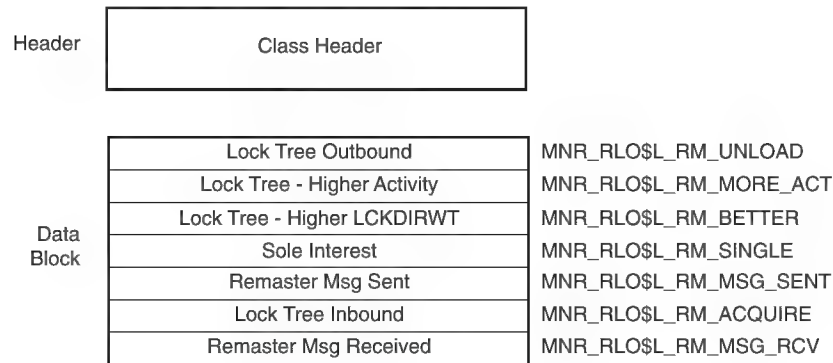 Header
Class Header
Data
Block
Lock Tree Outbound MNR_RLO$L_RM_UNLOAD
Lock Tree - Higher Activity MNR_RLO$L_RM_MORE_ACT
Lock Tree - Higher LCKDIRWT MNR_RLO$L_RM_BETTER
Sole Interest MNR_RLO$L_RM_SINGLE
Remaster Msg Sent MNR_RLO$L_RM_MSG_SENT
Lock Tree Inbound MNR_RLO$L_RM_ACQUIRE
Remaster Msg Received MNR_RLO$L_RM_MSG_RCV